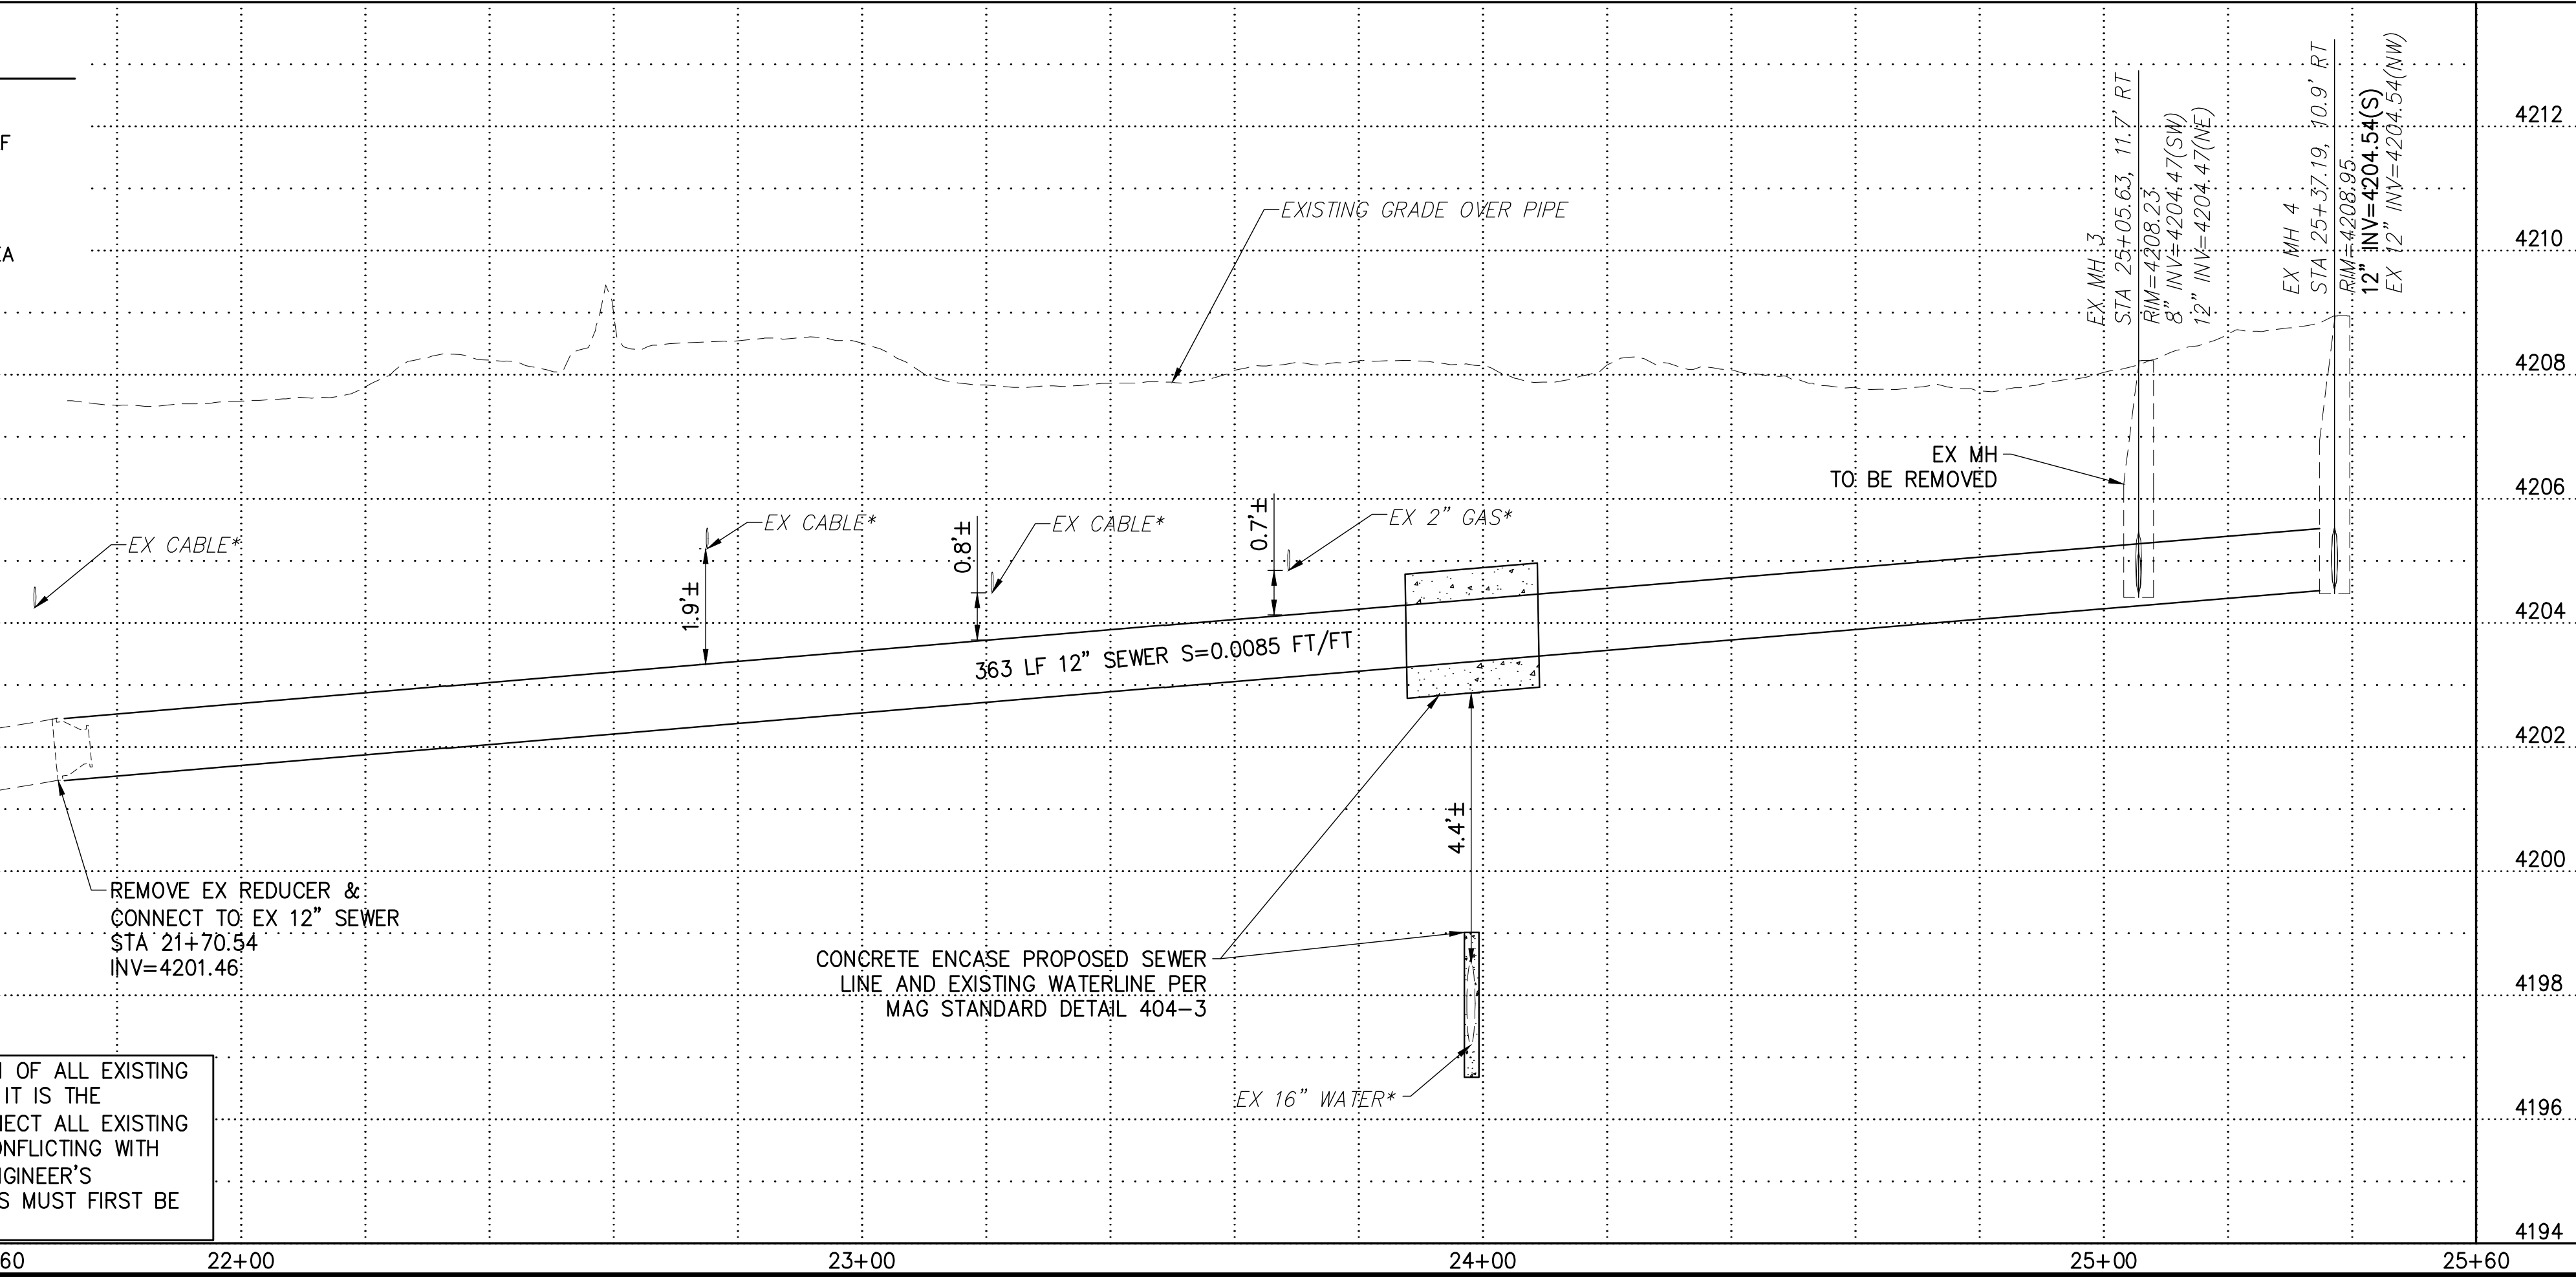 F
EA
EXISTING GRADE OVER PIPE
EX MH 3
STA 25+05.63, 11.7' RT
RIM=4208.23
8" INV=4204.47(SW)
12" INV=4204.47(NE)
EX MH 4
STA 25+37.19, 10.9' RT
RIM=4208.95
12" INV=4204.54(S)
EX 12" INV=4204.54(NW)
4212
4210
4208
4206
4204
4202
4200
4198
4196
4194
EX MH
TO BE REMOVED
EX CABLE*
EX CABLE*
EX CABLE*
EX 2" GAS*
1.9'±
0.8'±
0.7'±
363 LF 12" SEWER S=0.0085 FT/FT
4.4'±
REMOVE EX REDUCER &
CONNECT TO EX 12" SEWER
STA 21+70.54
INV=4201.46
CONCRETE ENCASE PROPOSED SEWER
LINE AND EXISTING WATERLINE PER
MAG STANDARD DETAIL 404-3
EX 16" WATER*
OF ALL EXISTING
IT IS THE
NECT ALL EXISTING
ONFLICTING WITH
NGINEER'S
S MUST FIRST BE
60
22+00
23+00
24+00
25+00
25+60